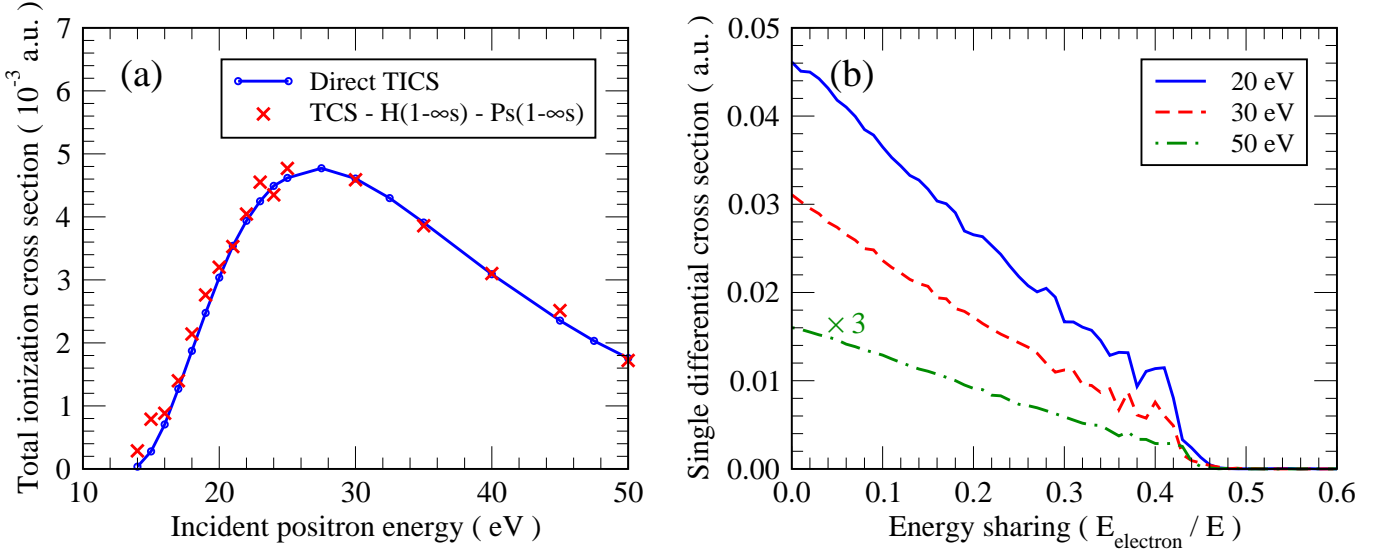 (a)
Direct TICS
TCS - H(1-∞s) - Ps(1-∞s)
Total ionization cross section ( 10⁻³ a.u. )
7
6
5
4
3
2
1
0
10 20 30 40 50
Incident positron energy ( eV )
(b)
20 eV
30 eV
50 eV
× 3
Single differential cross section ( a.u. )
0.05
0.04
0.03
0.02
0.01
0.00
0.0 0.1 0.2 0.3 0.4 0.5 0.6
Energy sharing ( E_electron / E )